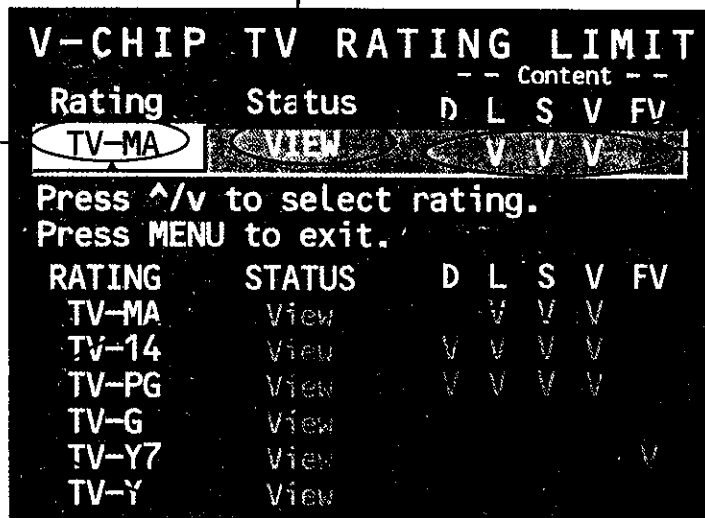 V-CHIP TV RATING LIMIT
-- Content --
Rating Status D L S V FV
TV-MA VIEW V V V
Press ^/v to select rating.
Press MENU to exit.
RATING STATUS D L S V FV
TV-MA View V V V
TV-14 View V V V V
TV-PG View V V V V
TV-G View
TV-Y7 View V
TV-Y View